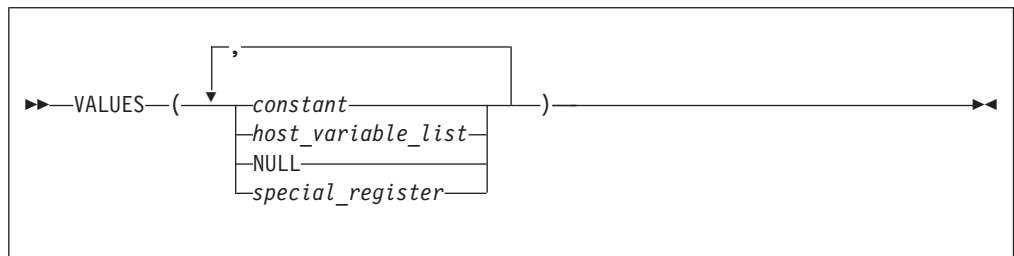 ,
VALUES ( constant )
host_variable_list
NULL
special_register